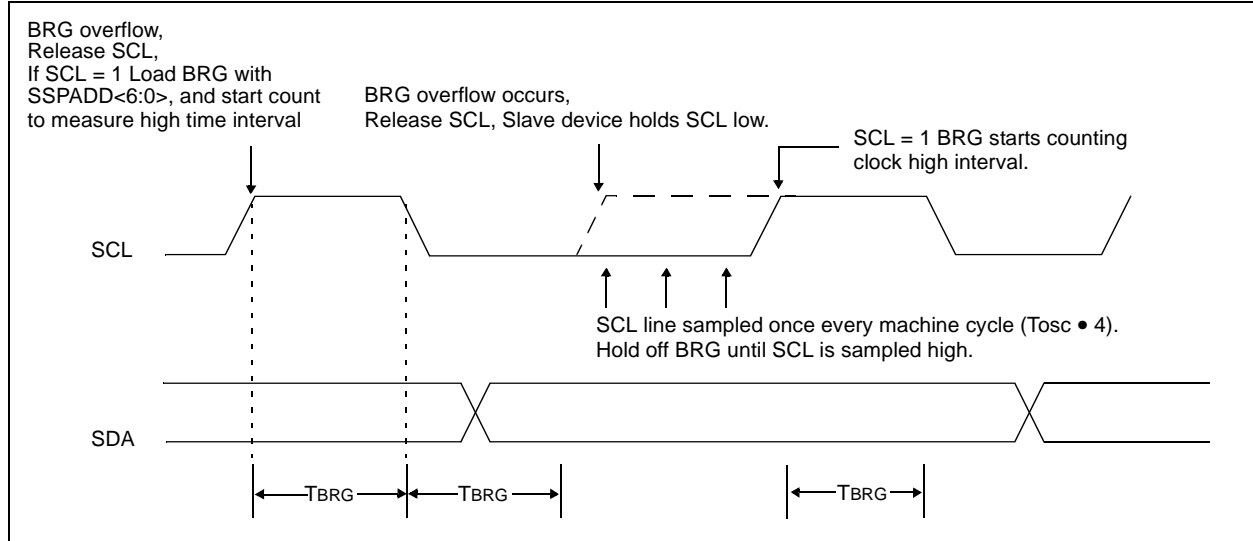 BRG overflow,
Release SCL,
If SCL = 1 Load BRG with
SSPADD<6:0>, and start count
to measure high time interval
BRG overflow occurs,
Release SCL, Slave device holds SCL low.
SCL = 1 BRG starts counting
clock high interval.
SCL
SCL line sampled once every machine cycle (Tosc • 4).
Hold off BRG until SCL is sampled high.
SDA
TBRG
TBRG
TBRG